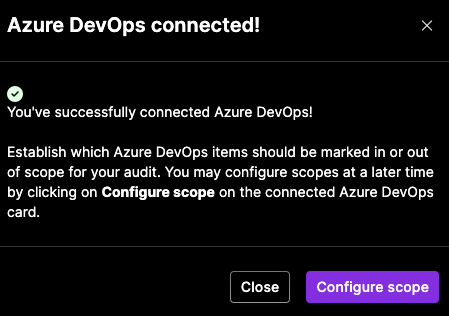 Azure DevOps connected!
You've successfully connected Azure DevOps!
Establish which Azure DevOps items should be marked in or out
of scope for your audit. You may configure scopes at a later time
by clicking on Configure scope on the connected Azure DevOps
card.
Close
Configure scope